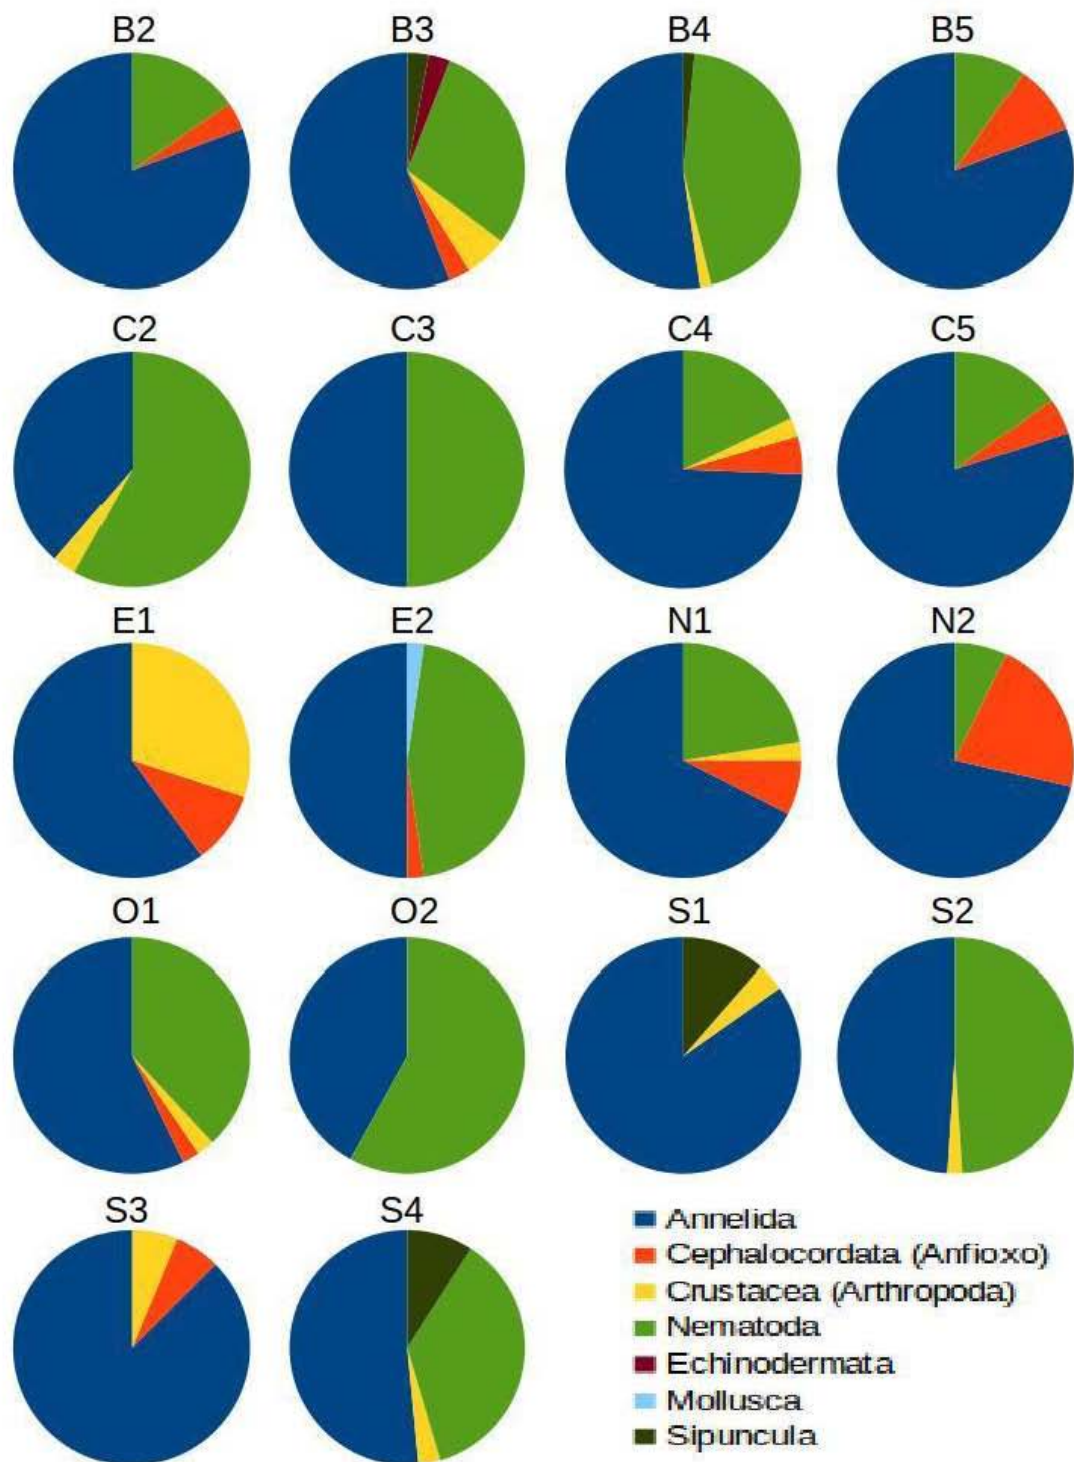 B2 B3 B4 B5
C2 C3 C4 C5
E1 E2 N1 N2
O1 O2 S1 S2
S3 S4
Annelida
Cephalocordata (Anfioxo)
Crustacea (Arthropoda)
Nematoda
Echinodermata
Mollusca
Sipuncula